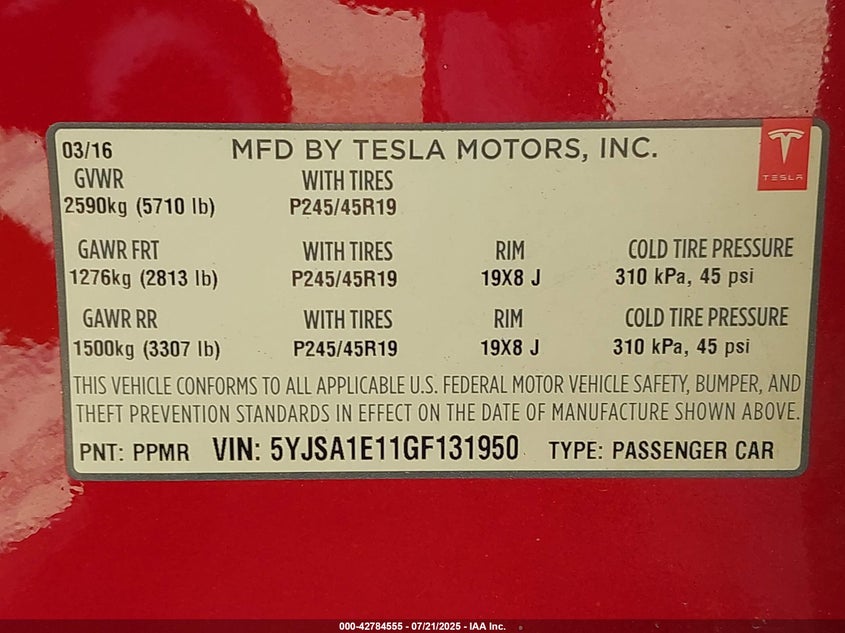 03/16 MFD BY TESLA MOTORS, INC.
TESLA
GVWR WITH TIRES
2590kg (5710 lb) P245/45R19
GAWR FRT WITH TIRES RIM COLD TIRE PRESSURE
1276kg (2813 lb) P245/45R19 19X8 J 310 kPa, 45 psi
GAWR RR WITH TIRES RIM COLD TIRE PRESSURE
1500kg (3307 lb) P245/45R19 19X8 J 310 kPa, 45 psi
THIS VEHICLE CONFORMS TO ALL APPLICABLE U.S. FEDERAL MOTOR VEHICLE SAFETY, BUMPER, AND
THEFT PREVENTION STANDARDS IN EFFECT ON THE DATE OF MANUFACTURE SHOWN ABOVE.
PNT: PPMR VIN: 5YJSA1E11GF131950 TYPE: PASSENGER CAR
000-42784555 - 07/21/2025 - IAA Inc.